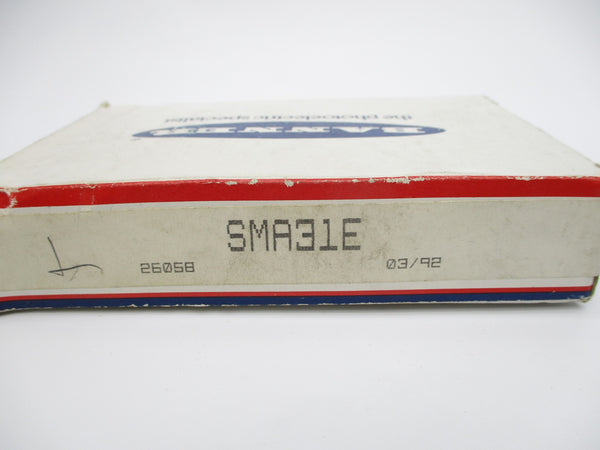 the photoelectric specialist
BANNER
SMA31E
26058 03/92